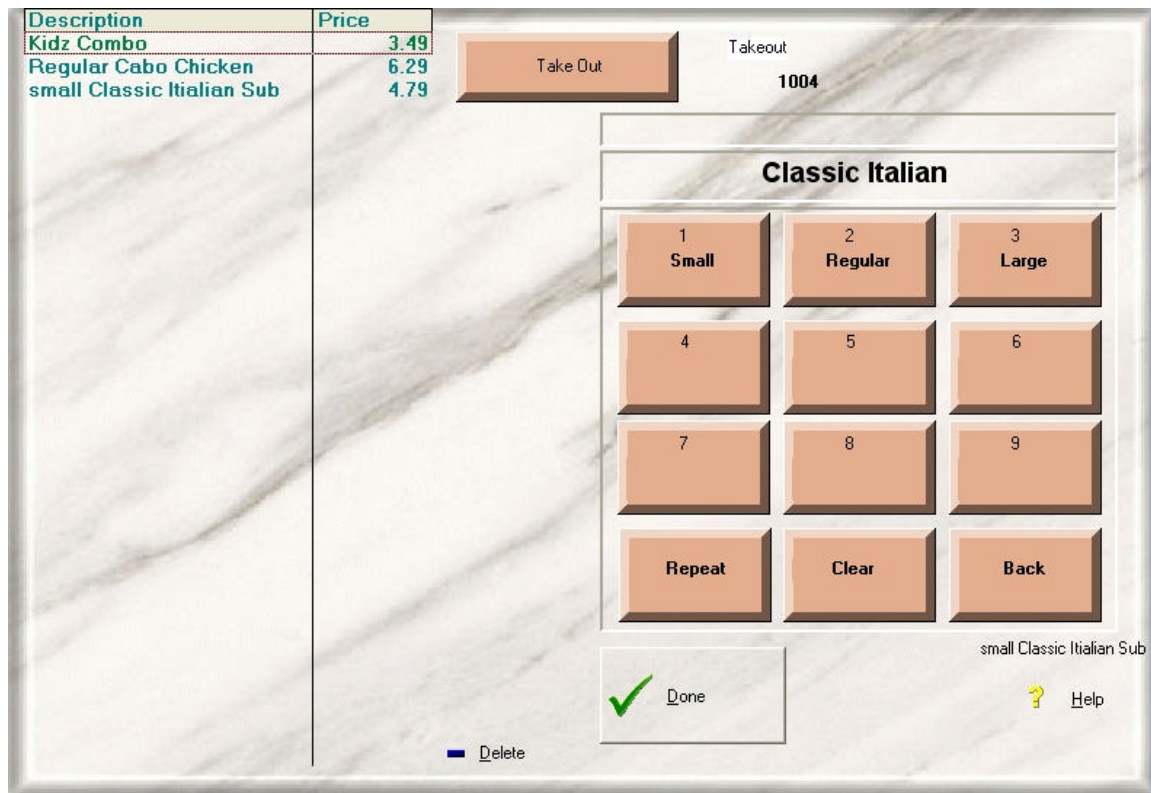 Description Price
Kidz Combo 3.49
Regular Cabo Chicken 6.29
small Classic Itialian Sub 4.79
Take Out
Takeout
1004
Classic Italian
1 2 3
Small Regular Large
4 5 6
7 8 9
Repeat Clear Back
small Classic Itialian Sub
Done
? Help
Delete